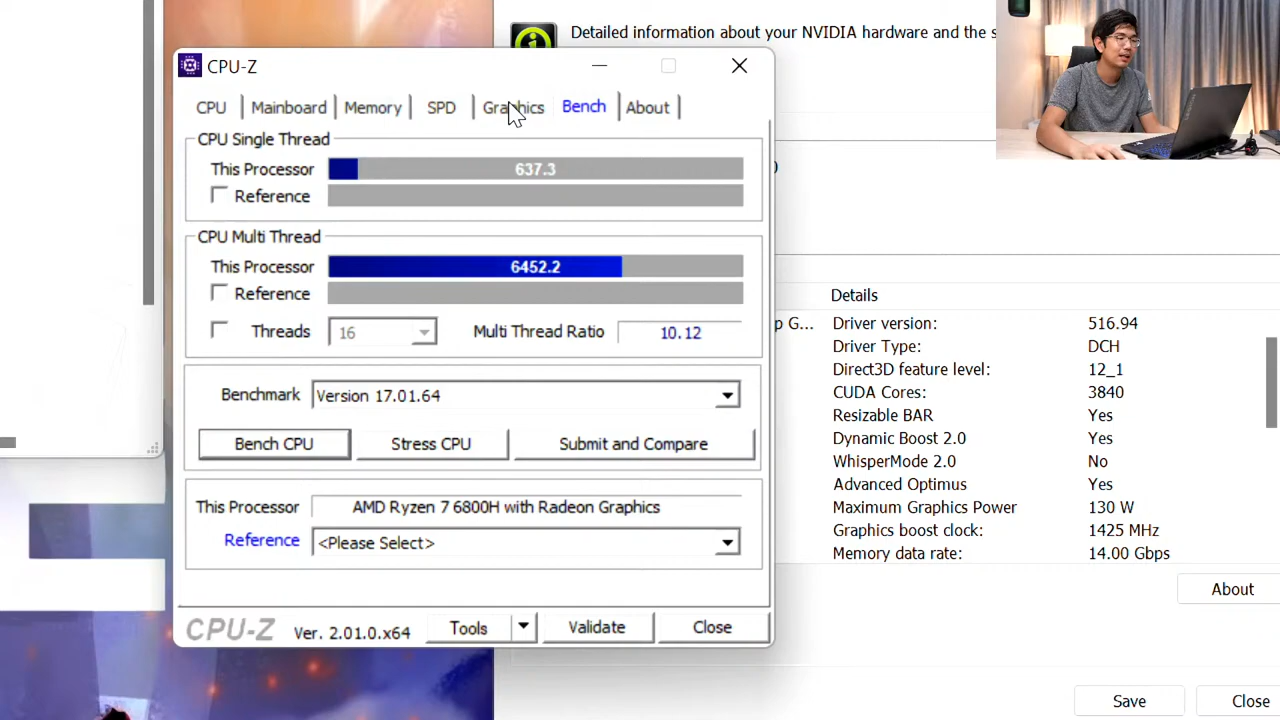 Detailed information about your NVIDIA hardware and the s
CPU-Z
CPU Mainboard Memory SPD Graphics Bench About
CPU Single Thread
This Processor 637.3
Reference
CPU Multi Thread
This Processor 6452.2
Reference
Threads 16 Multi Thread Ratio 10.12
Benchmark Version 17.01.64
Bench CPU Stress CPU Submit and Compare
This Processor AMD Ryzen 7 6800H with Radeon Graphics
Reference <Please Select>
CPU-Z Ver. 2.01.0.x64 Tools Validate Close
Details
p G... Driver version: 516.94
Driver Type: DCH
Direct3D feature level: 12_1
CUDA Cores: 3840
Resizable BAR Yes
Dynamic Boost 2.0 Yes
WhisperMode 2.0 No
Advanced Optimus Yes
Maximum Graphics Power 130 W
Graphics boost clock: 1425 MHz
Memory data rate: 14.00 Gbps
About
Save Close